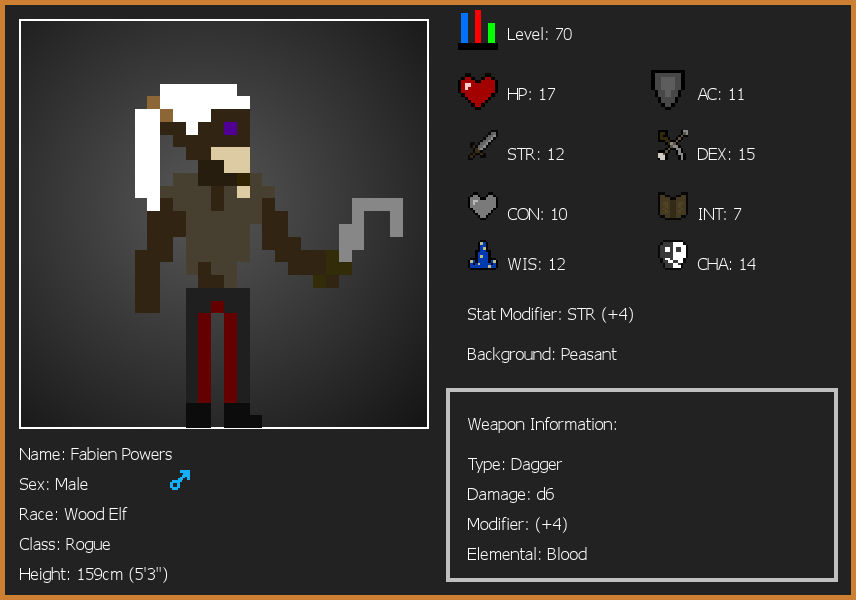 Level: 70
HP: 17
AC: 11
STR: 12
DEX: 15
CON: 10
INT: 7
WIS: 12
CHA: 14
Stat Modifier: STR (+4)
Background: Peasant
Weapon Information:
Type: Dagger
Damage: d6
Modifier: (+4)
Elemental: Blood
Name: Fabien Powers
Sex: Male
Race: Wood Elf
Class: Rogue
Height: 159cm (5'3")